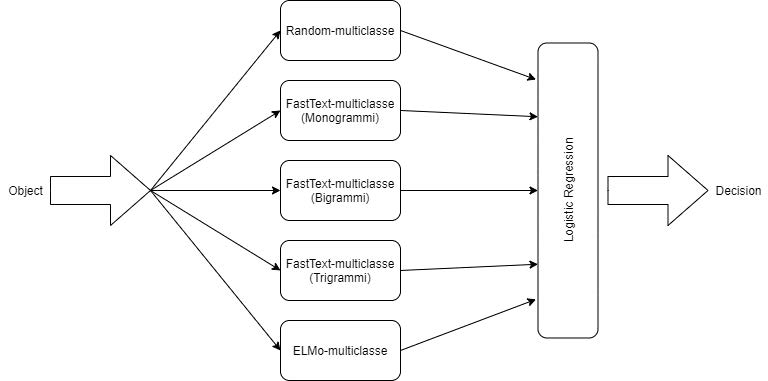 Random-multiclasse
FastText-multiclasse
(Monogrammi)
Object
FastText-multiclasse
(Bigrammi)
FastText-multiclasse
(Trigrammi)
ELMo-multiclasse
Logistic Regression
Decision